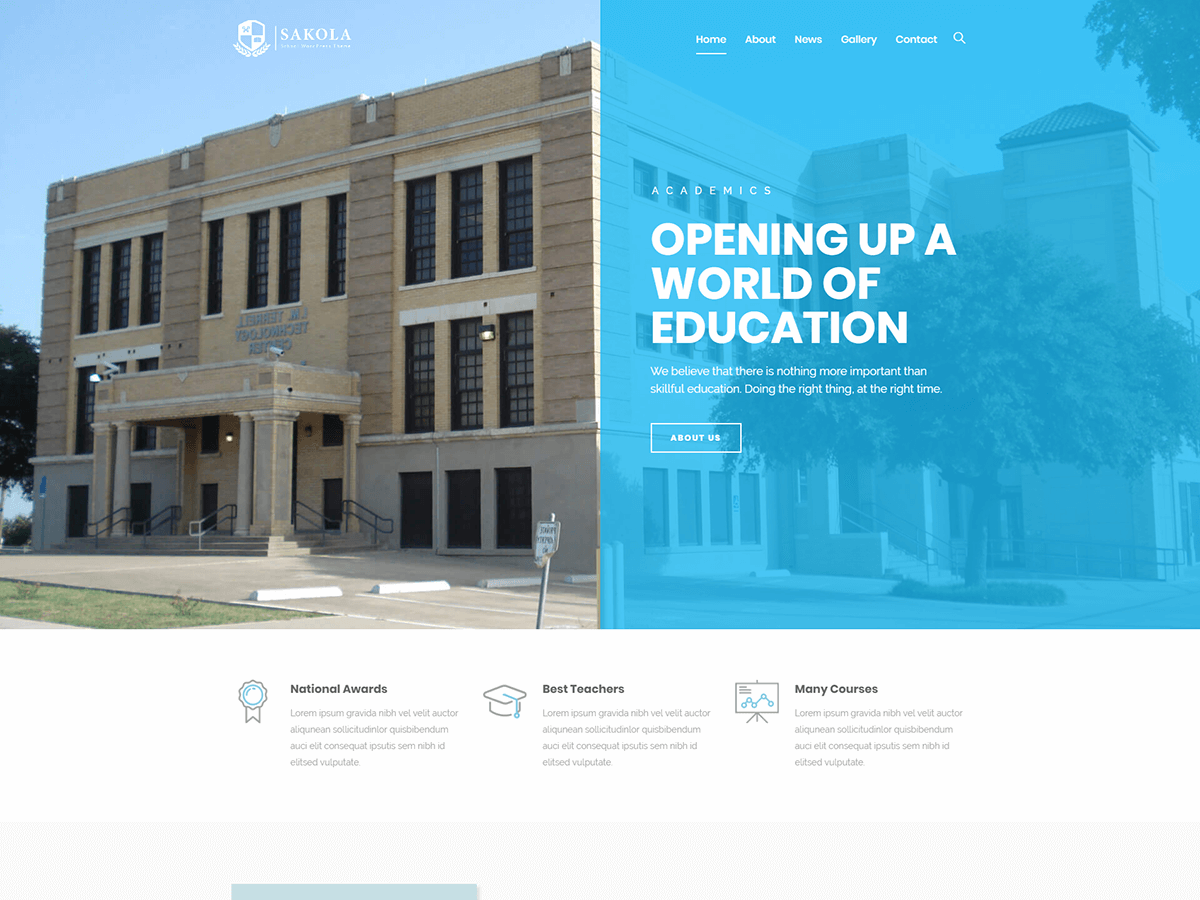 SAKOLA
Home About News Gallery Contact
ACADEMICS
OPENING UP A
WORLD OF
EDUCATION
We believe that there is nothing more important than
skillful education. Doing the right thing, at the right time.
ABOUT US
I.M. TERRELL
TECHNOLOGY
CENTER
National Awards
Lorem ipsum gravida nibh vel velit auctor
aliqunean sollicitudinlor quisbibendum
auci elit consequat ipsutis sem nibh id
elitsed vulputate.
Best Teachers
Lorem ipsum gravida nibh vel velit auctor
aliqunean sollicitudinlor quisbibendum
auci elit consequat ipsutis sem nibh id
elitsed vulputate.
Many Courses
Lorem ipsum gravida nibh vel velit auctor
aliqunean sollicitudinlor quisbibendum
auci elit consequat ipsutis sem nibh id
elitsed vulputate.